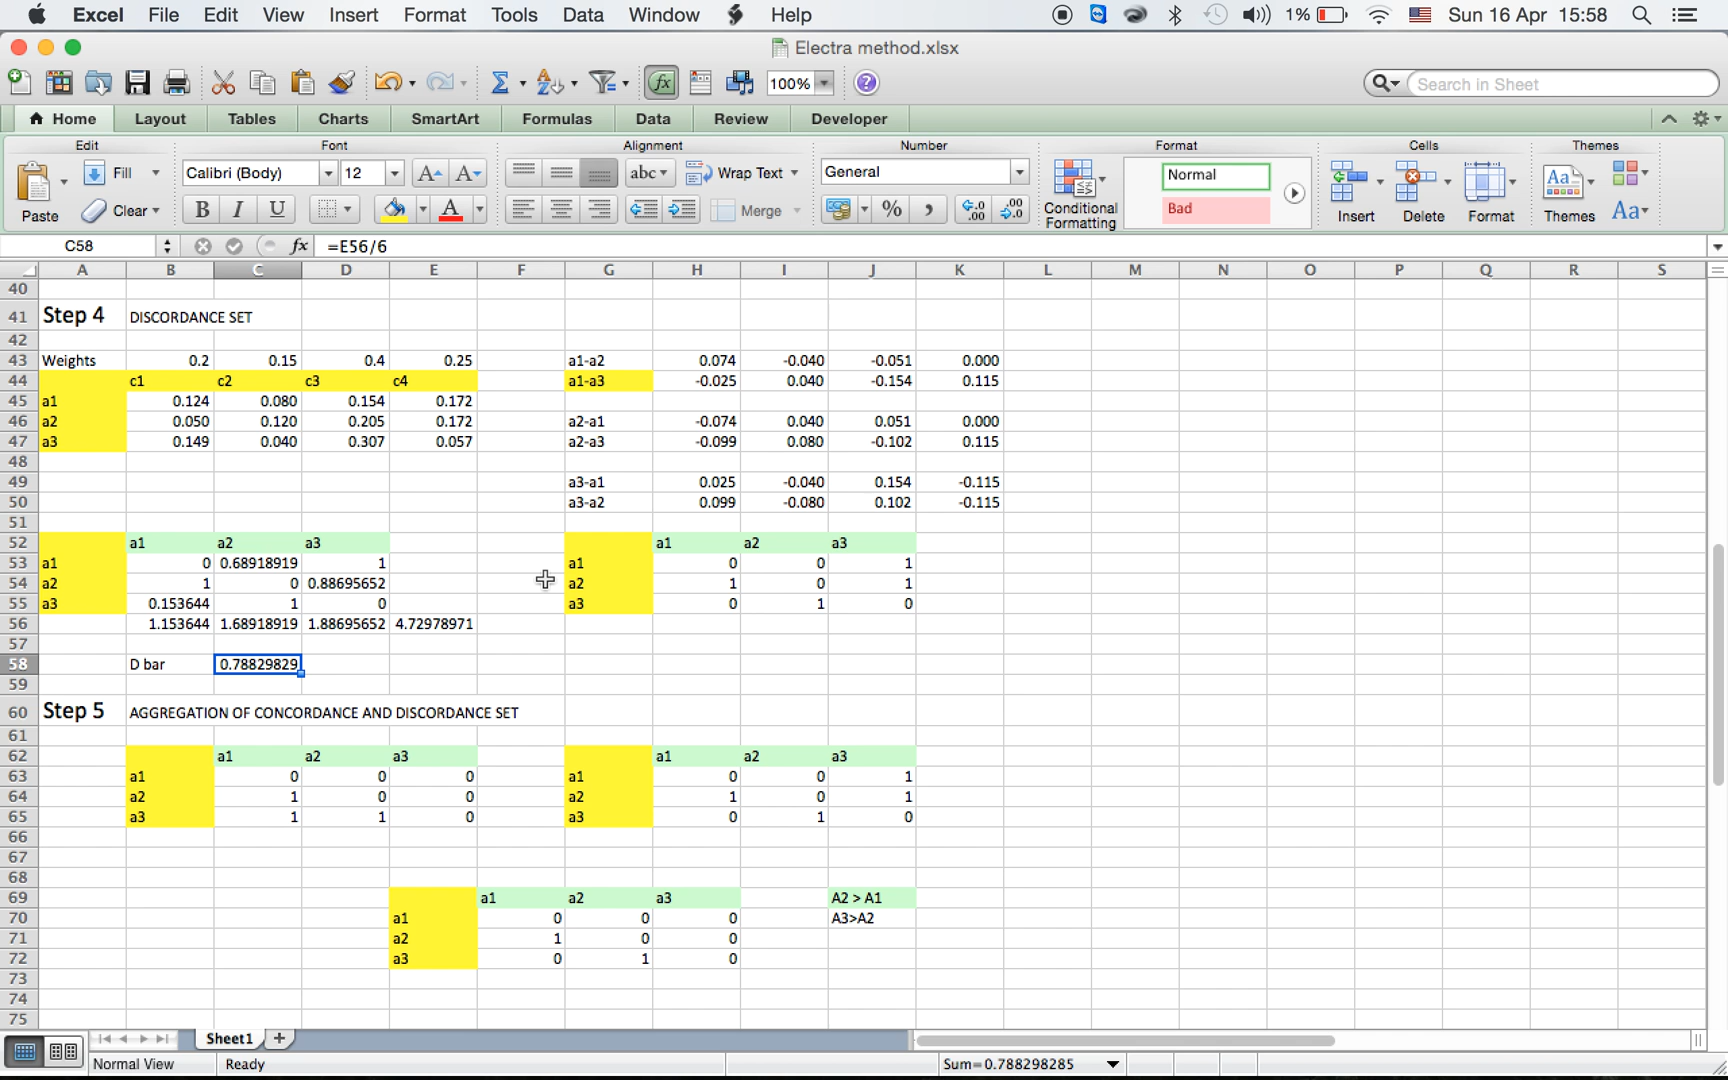 Excel File Edit View Insert Format Tools Data Window Help 1% Sun 16 Apr 15:58
Electra method.xlsx
100% Search in Sheet
Home Layout Tables Charts SmartArt Formulas Data Review Developer
Edit Font Alignment Number Format Cells Themes
Fill Calibri (Body) 12 A A abc Wrap Text General Normal
Paste Clear B I U A Merge % Conditional Formatting Bad Insert Delete Format Themes Aa
C58 fx =E56/6
A B C D E F G H I J K L M N O P Q R S
40
41 Step 4 DISCORDANCE SET
42
43 Weights 0.2 0.15 0.4 0.25 a1-a2 0.074 -0.040 -0.051 0.000
44 c1 c2 c3 c4 a1-a3 -0.025 0.040 -0.154 0.115
45 a1 0.124 0.080 0.154 0.172
46 a2 0.050 0.120 0.205 0.172 a2-a1 -0.074 0.040 0.051 0.000
47 a3 0.149 0.040 0.307 0.057 a2-a3 -0.099 0.080 -0.102 0.115
48
49 a3-a1 0.025 -0.040 0.154 -0.115
50 a3-a2 0.099 -0.080 0.102 -0.115
51
52 a1 a2 a3 a1 a2 a3
53 a1 0 0.68918919 1 a1 0 0 1
54 a2 1 0 0.88695652 a2 1 0 1
55 a3 0.153644 1 0 a3 0 1 0
56 1.153644 1.68918919 1.88695652 4.72978971
57
58 D bar 0.78829829
59
60 Step 5 AGGREGATION OF CONCORDANCE AND DISCORDANCE SET
61
62 a1 a2 a3 a1 a2 a3
63 a1 0 0 0 a1 0 0 1
64 a2 1 0 0 a2 1 0 1
65 a3 1 1 0 a3 0 1 0
66
67
68
69 a1 a2 a3 A2 > A1
70 a1 0 0 0 A3>A2
71 a2 1 0 0
72 a3 0 1 0
73
74
75
Sheet1
Normal View Ready Sum=0.788298285